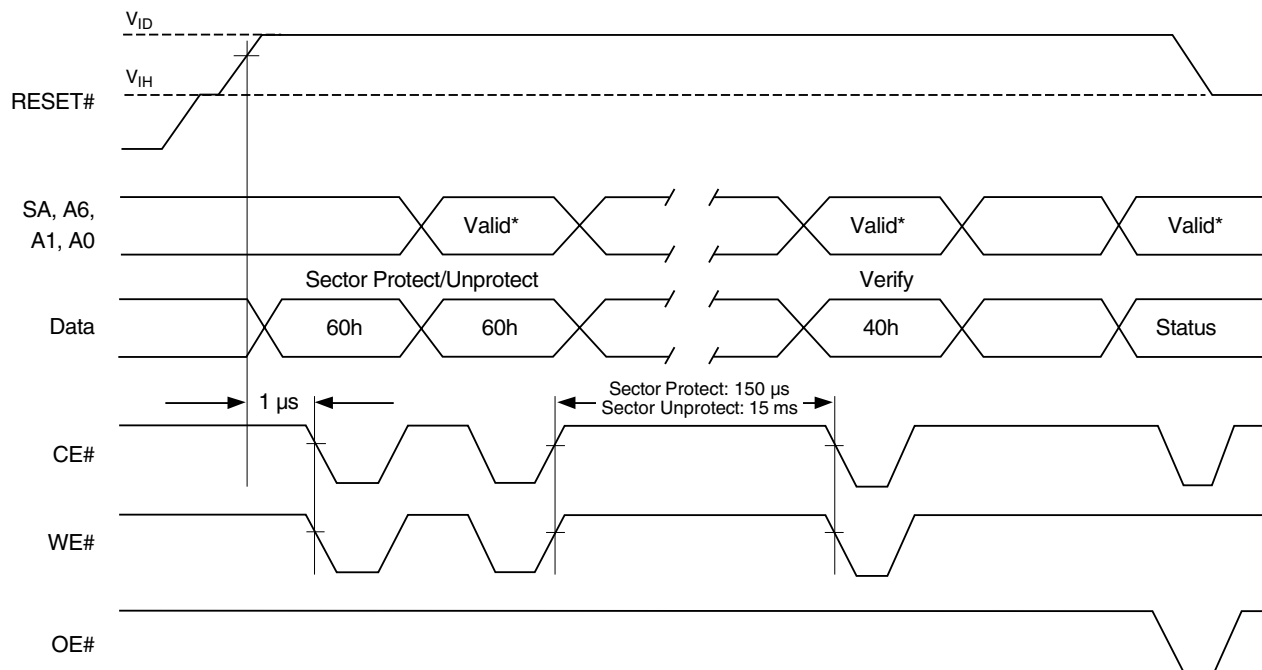 VID
VIH
RESET#
SA, A6,
A1, A0
Valid*
Valid*
Valid*
Sector Protect/Unprotect
Verify
Data
60h
60h
40h
Status
1 µs
Sector Protect: 150 µs
Sector Unprotect: 15 ms
CE#
WE#
OE#